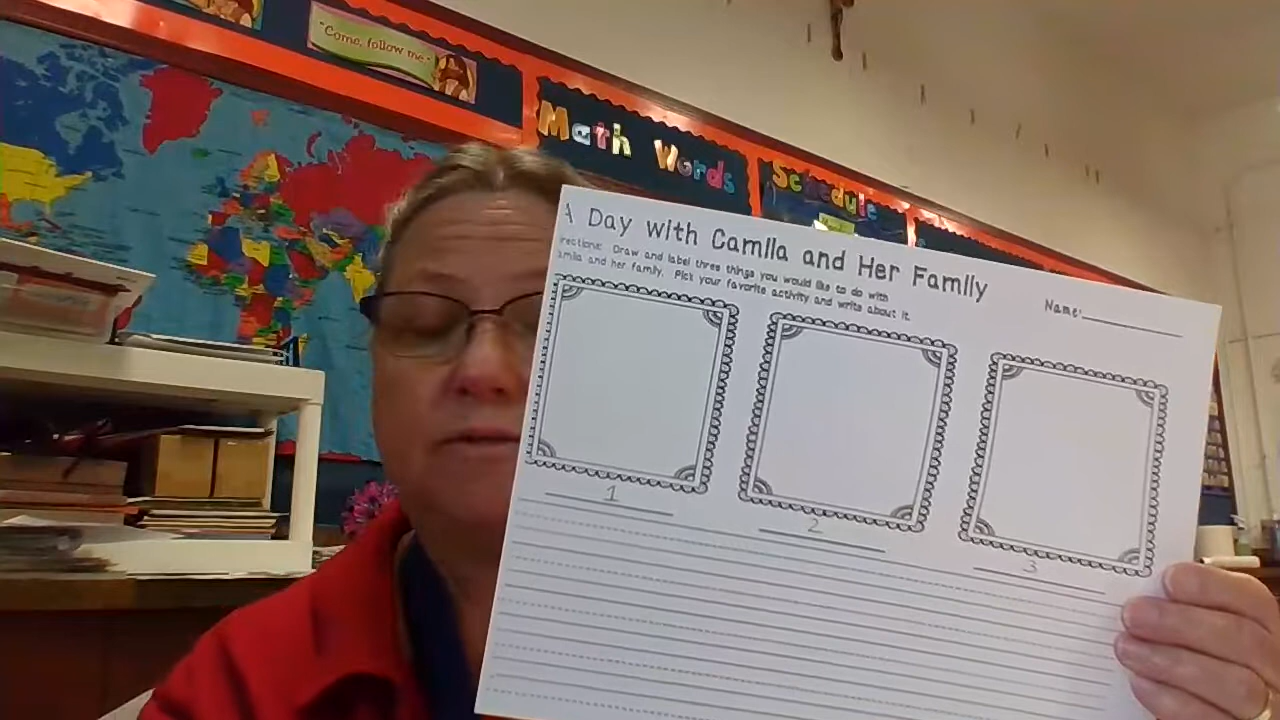 "Come, follow me"
Math Words
Schedule
A Day with Camila and Her Family
rections: Draw and label three things you would like to do with
mila and her family. Pick your favorite activity and write about it.
Name:
1
2
3